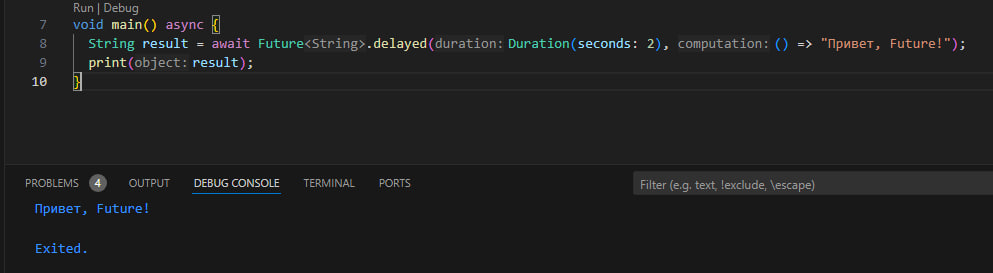 Run | Debug
7 void main() async {
8 String result = await Future<String>.delayed(duration: Duration(seconds: 2), computation: () => "Привет, Future!");
9 print(object: result);
10 }
PROBLEMS 4 OUTPUT DEBUG CONSOLE TERMINAL PORTS Filter (e.g. text, !exclude, \escape)
Привет, Future!
Exited.